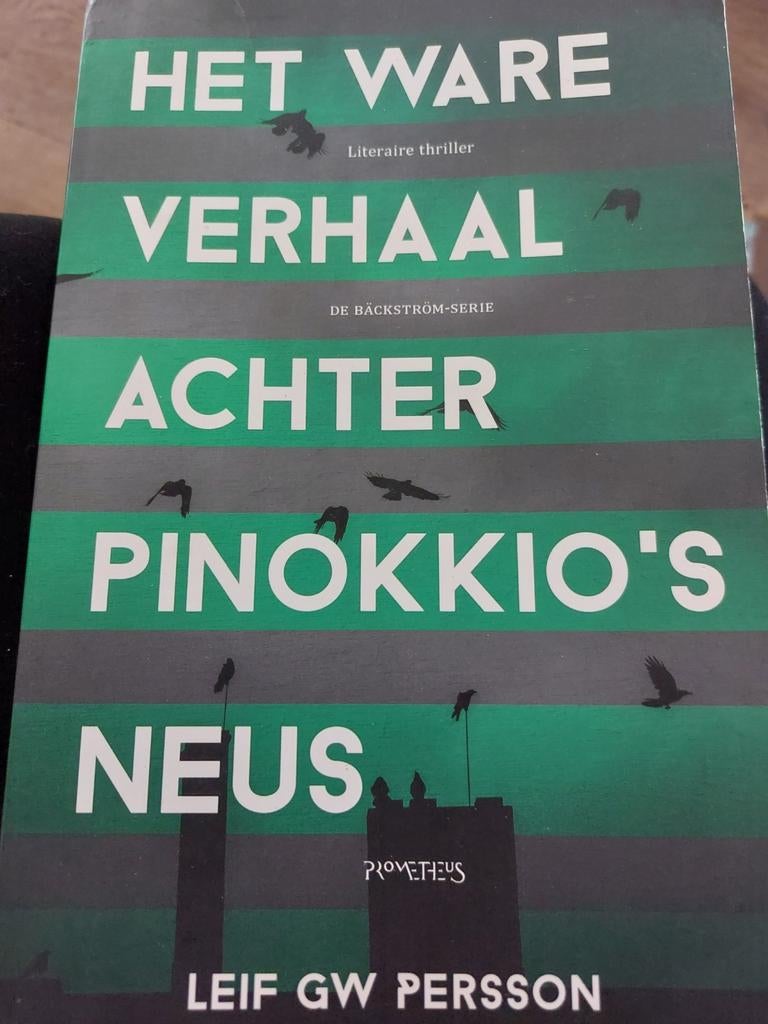 HET WARE
Literaire thriller
VERHAAL
DE BÄCKSTRÖM-SERIE
ACHTER
PINOKKIO'S
NEUS
PROMETHEUS
LEIF GW PERSSON